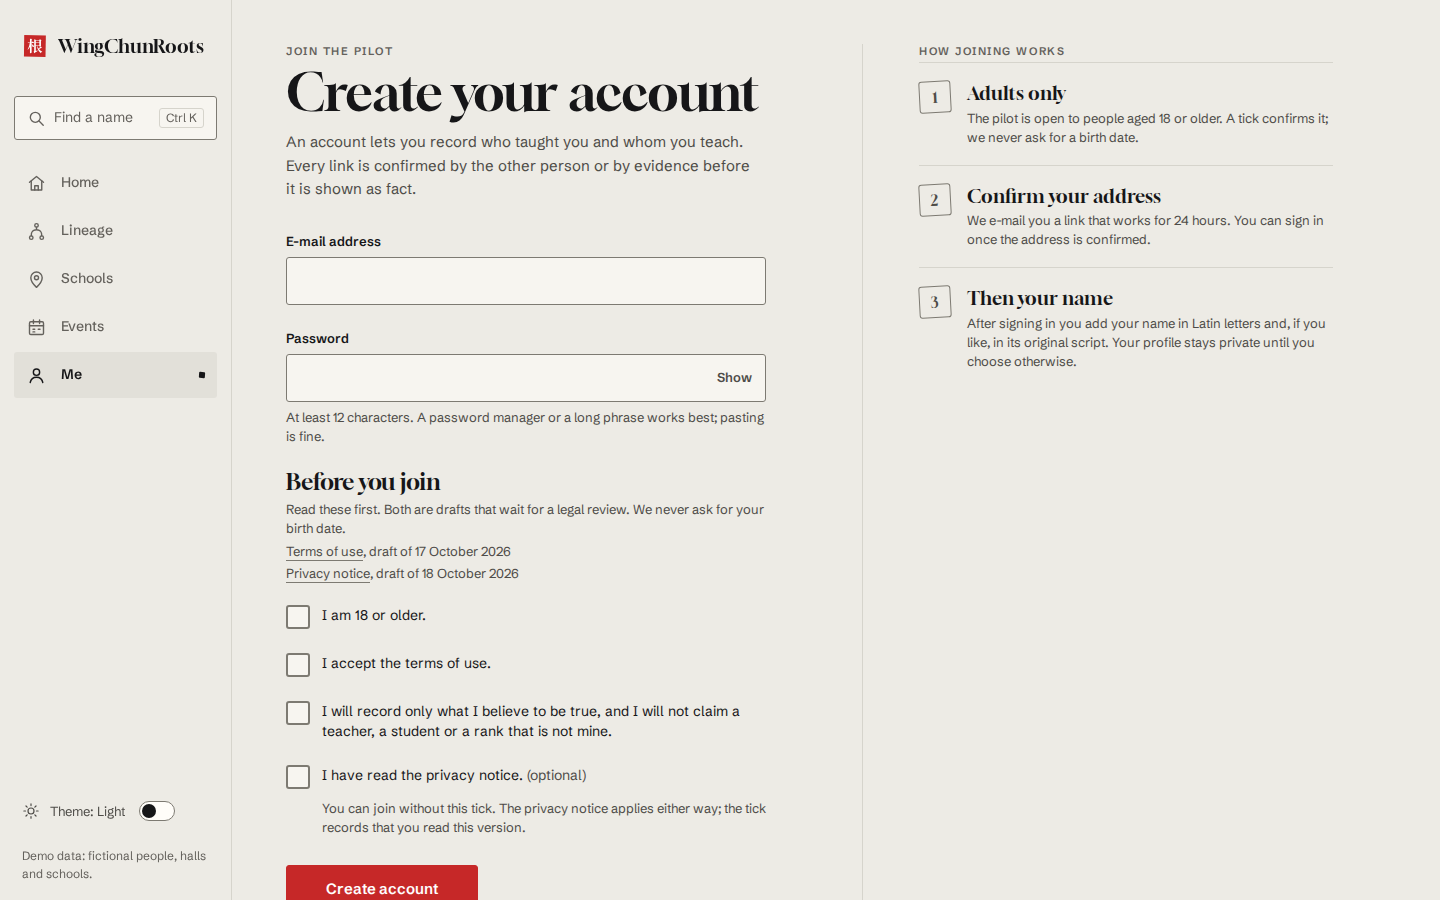 根 WingChunRoots
Find a name Ctrl K
Home
Lineage
Schools
Events
Me
Theme: Light
Demo data: fictional people, halls
and schools.
JOIN THE PILOT
Create your account
An account lets you record who taught you and whom you teach.
Every link is confirmed by the other person or by evidence before
it is shown as fact.
E-mail address
Password
Show
At least 12 characters. A password manager or a long phrase works best; pasting
is fine.
Before you join
Read these first. Both are drafts that wait for a legal review. We never ask for your
birth date.
Terms of use, draft of 17 October 2026
Privacy notice, draft of 18 October 2026
I am 18 or older.
I accept the terms of use.
I will record only what I believe to be true, and I will not claim a
teacher, a student or a rank that is not mine.
I have read the privacy notice. (optional)
You can join without this tick. The privacy notice applies either way; the tick
records that you read this version.
Create account
HOW JOINING WORKS
1
Adults only
The pilot is open to people aged 18 or older. A tick confirms it;
we never ask for a birth date.
2
Confirm your address
We e-mail you a link that works for 24 hours. You can sign in
once the address is confirmed.
3
Then your name
After signing in you add your name in Latin letters and, if you
like, in its original script. Your profile stays private until you
choose otherwise.